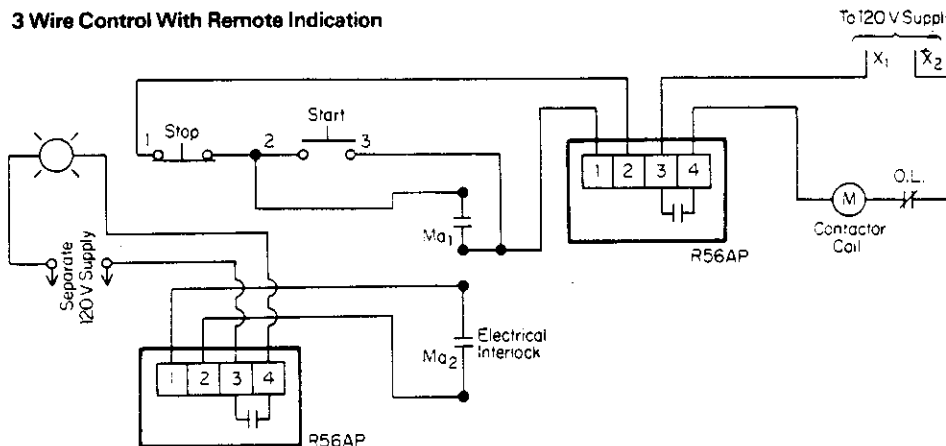 3 Wire Control With Remote Indication
To 120 V Supply
X1 X2
Start
1 Stop 2 3
1 2 3 4
O.L.
M
Ma1
Contactor
Coil
R56AP
Separate
120 V Supply
Electrical
Interlock
Ma2
1 2 3 4
R56AP